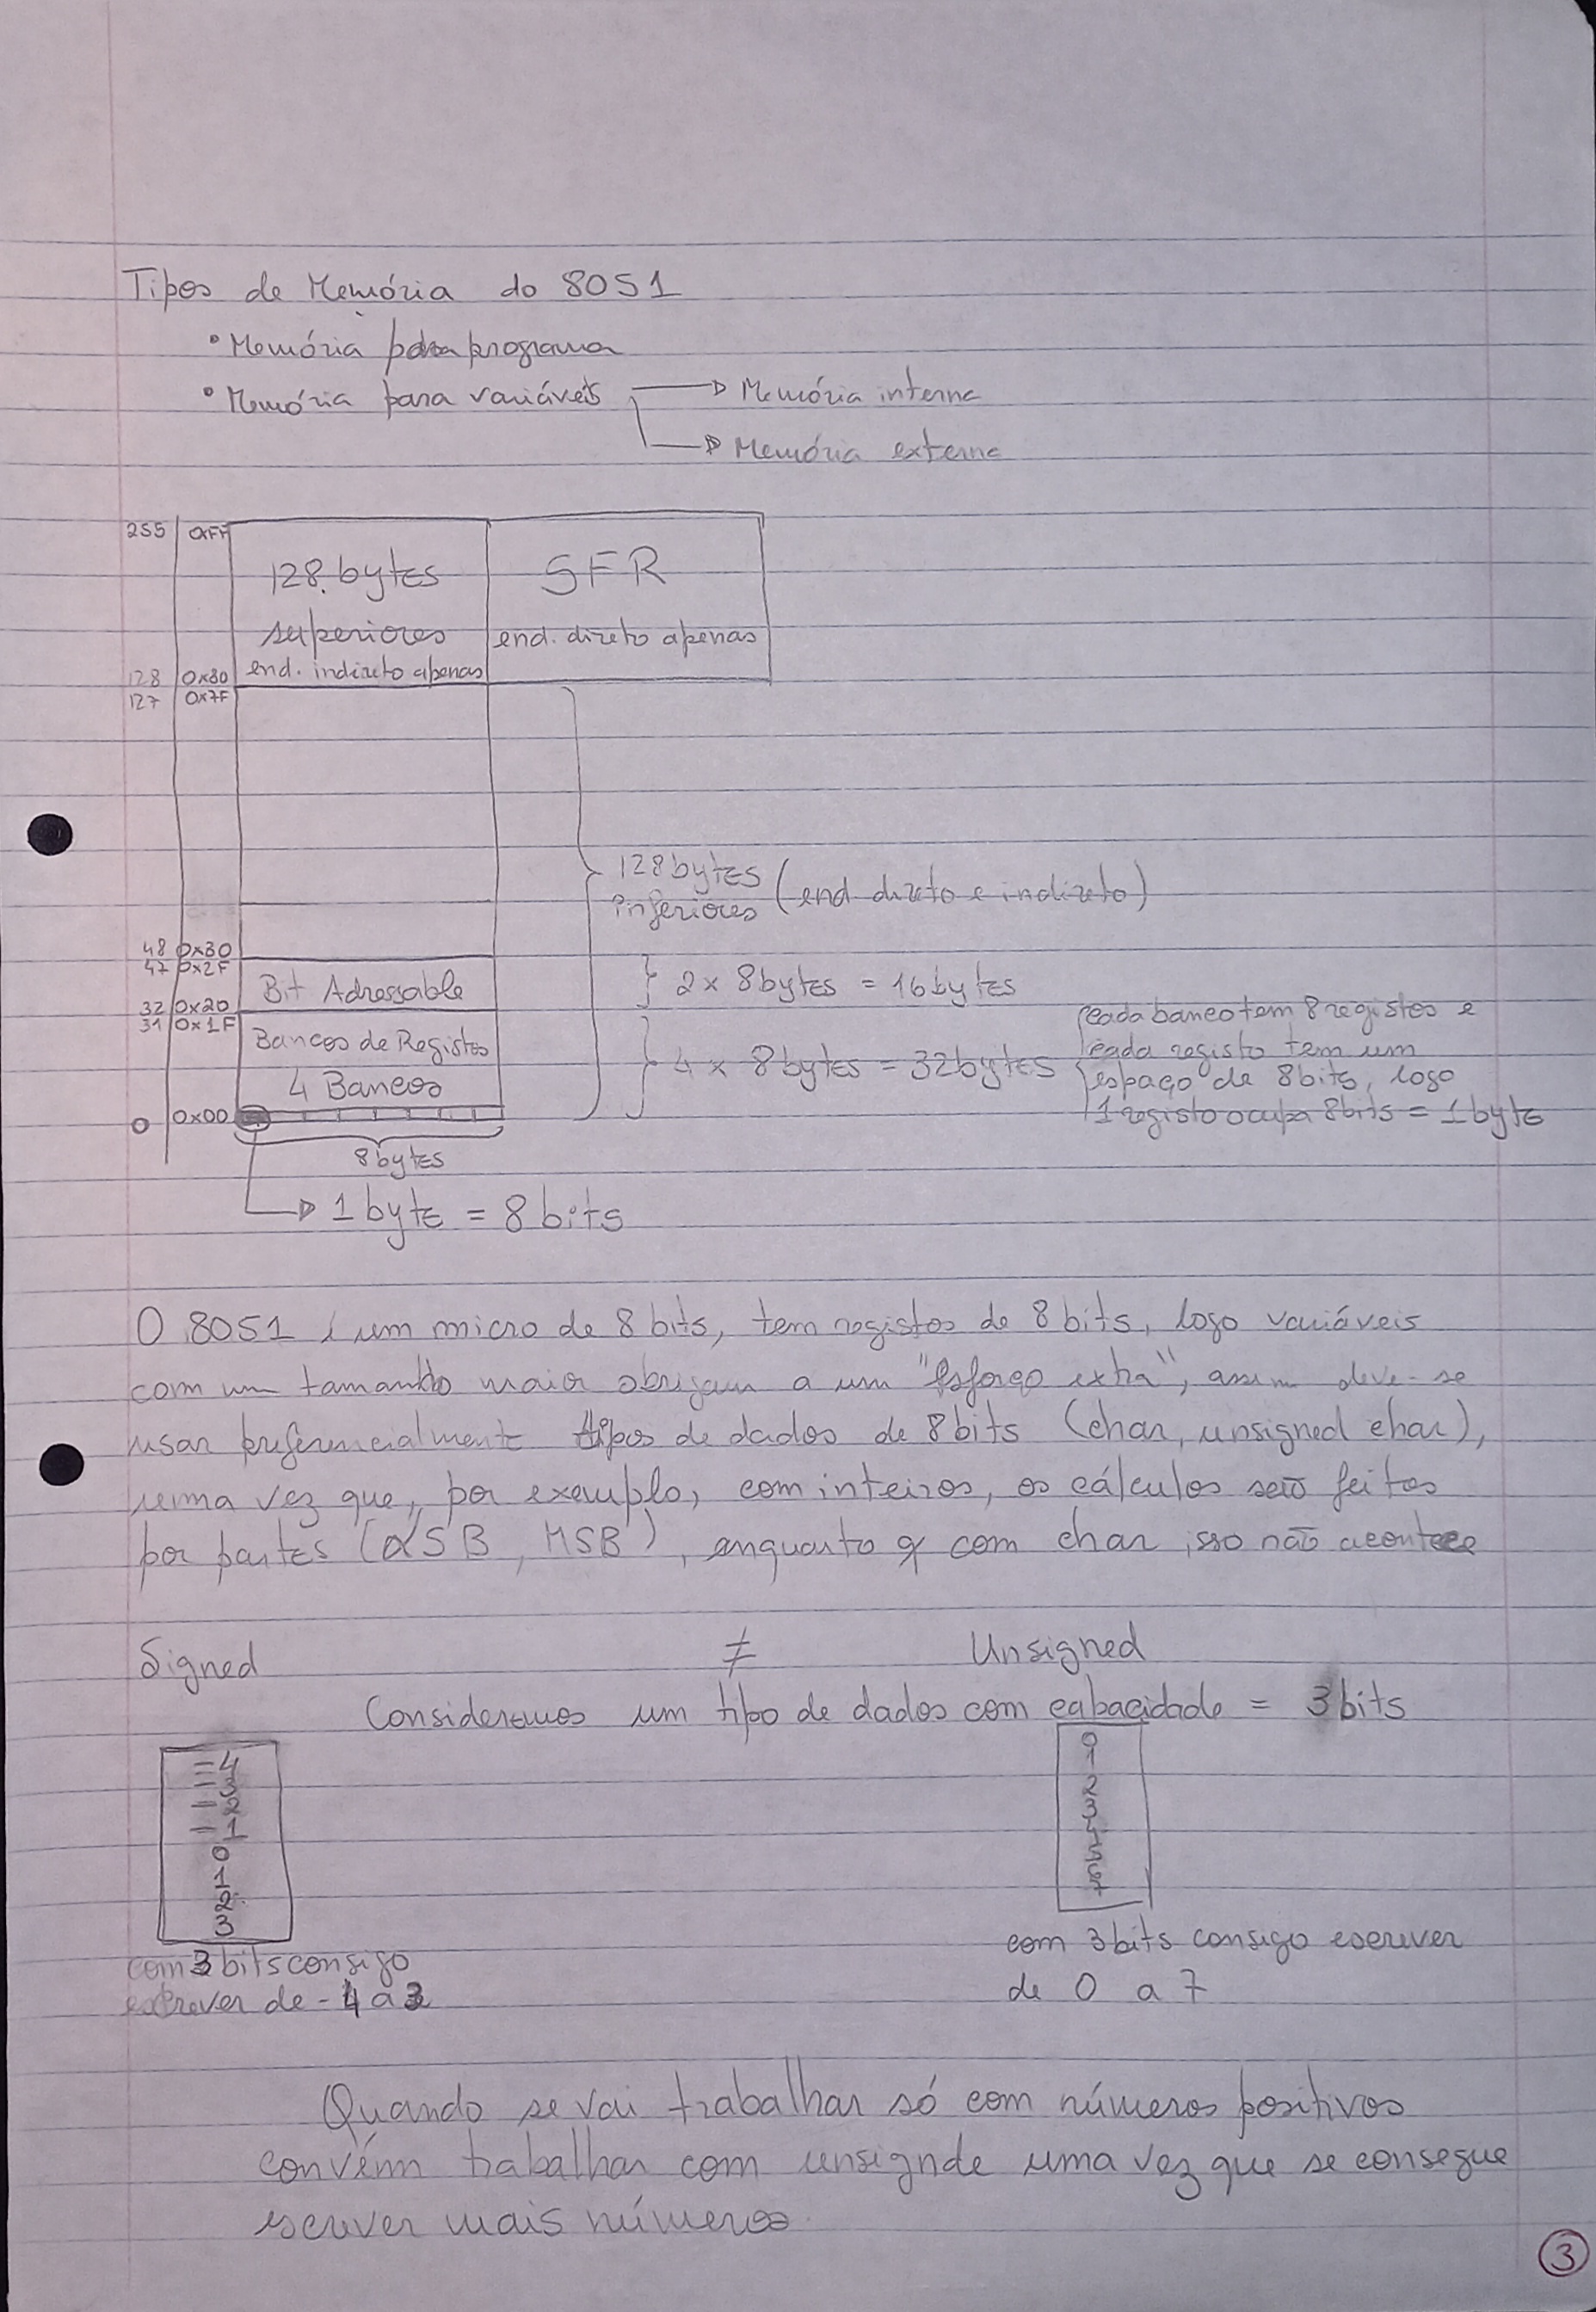 Tipos de Memória do 8051
• Memória para programa
• Memória para variáveis → Memória interna
→ Memória externa
255 0xFF
128 bytes superiores
end. indireto apenas
SFR
end. direto apenas
128 0x80
127 0x7F
128 bytes inferiores (end. direto e indireto)
48 0x30
47 0x2F
Bit Adressable
2 x 8 bytes = 16 bytes
32 0x20
31 0x1F
Bancos de Registos
4 Bancos
4 x 8 bytes = 32 bytes
cada banco tem 8 registos e
cada registo tem um
espaço de 8 bits, logo
1 registo ocupa 8 bits = 1 byte
0 0x00
8 bytes
→ 1 byte = 8 bits
O 8051 é um micro de 8 bits, tem registos de 8 bits, logo variáveis
com um tamanho maior obrigam a um "esforço extra", assim deve-se
usar preferencialmente tipos de dados de 8 bits (char, unsigned char),
uma vez que, por exemplo, com inteiros, os cálculos serão feitos
por partes (LSB, MSB), enquanto q com char isso não acontece
Signed ≠ Unsigned
Consideremos um tipo de dados com capacidade = 3 bits
-4
-3
-2
-1
0
1
2
3
com 3 bits consigo
escrever de -4 a 3
0
1
2
3
4
5
6
7
com 3 bits consigo escrever
de 0 a 7
Quando se vai trabalhar só com números positivos
convém trabalhar com unsignde uma vez que se consegue
escrever mais números.
3